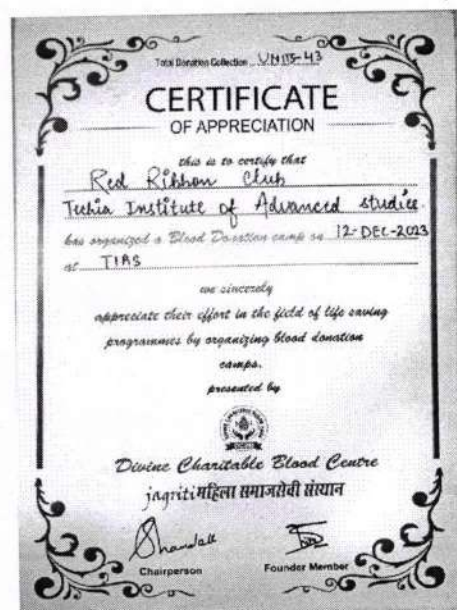 Total Donation Collection UNITS-43
CERTIFICATE
OF APPRECIATION
this is to certify that
Red Ribbon Club
Tecnia Institute of Advanced studies.
has organized a Blood Donation camp on 12-DEC-2023
at TIAS
we sincerely
appreciate their effort in the field of life saving
programmes by organizing blood donation
camps.
presented by
Divine Charitable Blood Centre
jagritiमहिला समाजसेवी संस्थान
Chairperson Founder Member